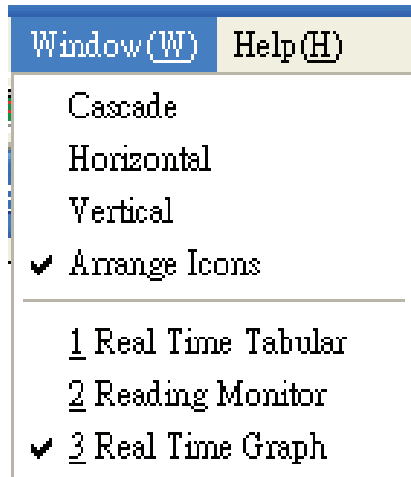 Window(W) Help(H)
Cascade
Horizontal
Vertical
Arrange Icons
1 Real Time Tabular
2 Reading Monitor
3 Real Time Graph